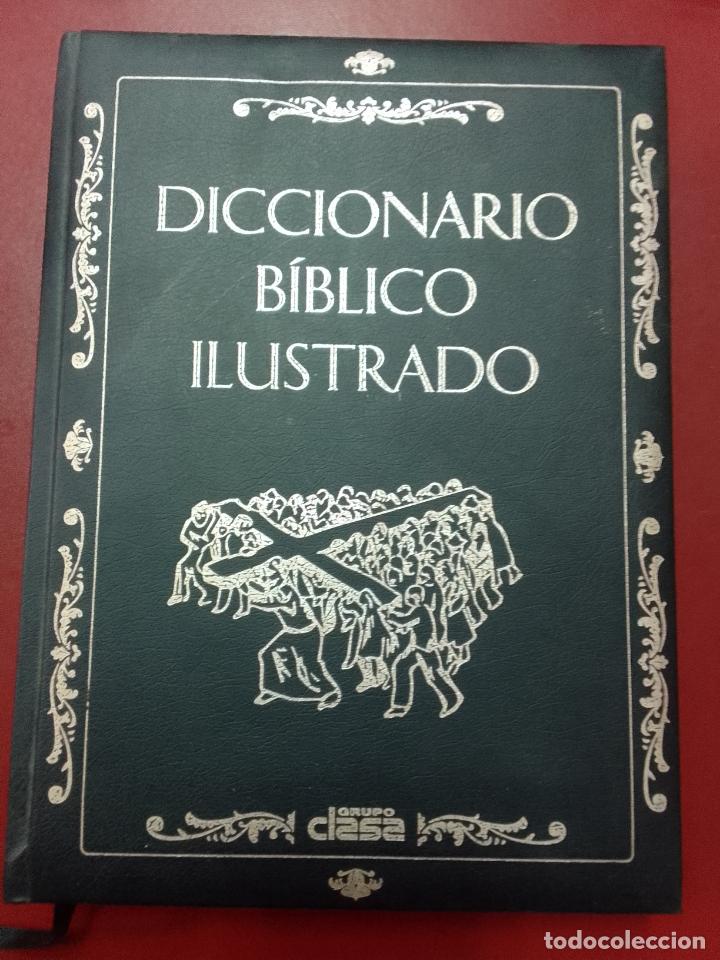 DICCIONARIO
BÍBLICO
ILUSTRADO
GRUPO
clasa
todocoleccion